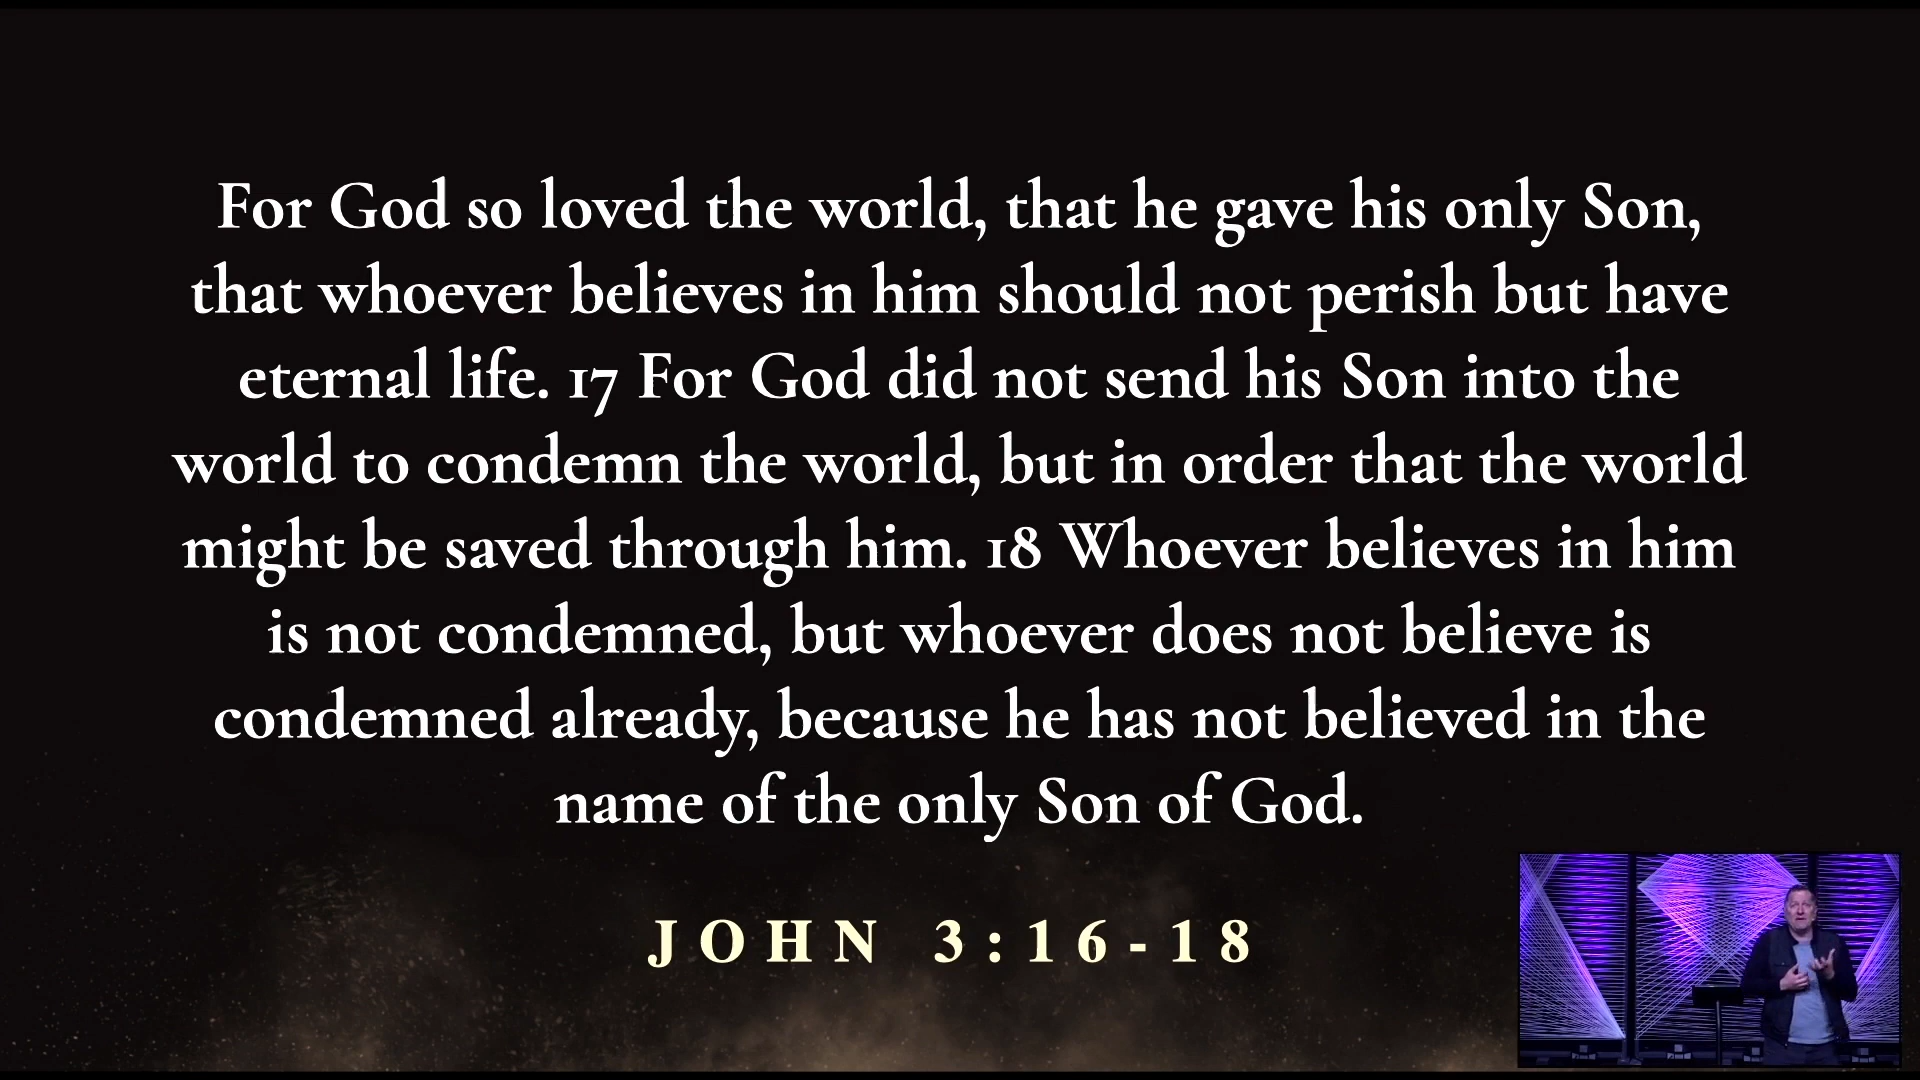 For God so loved the world, that he gave his only Son,
that whoever believes in him should not perish but have
eternal life. 17 For God did not send his Son into the
world to condemn the world, but in order that the world
might be saved through him. 18 Whoever believes in him
is not condemned, but whoever does not believe is
condemned already, because he has not believed in the
name of the only Son of God.
JOHN 3:16-18